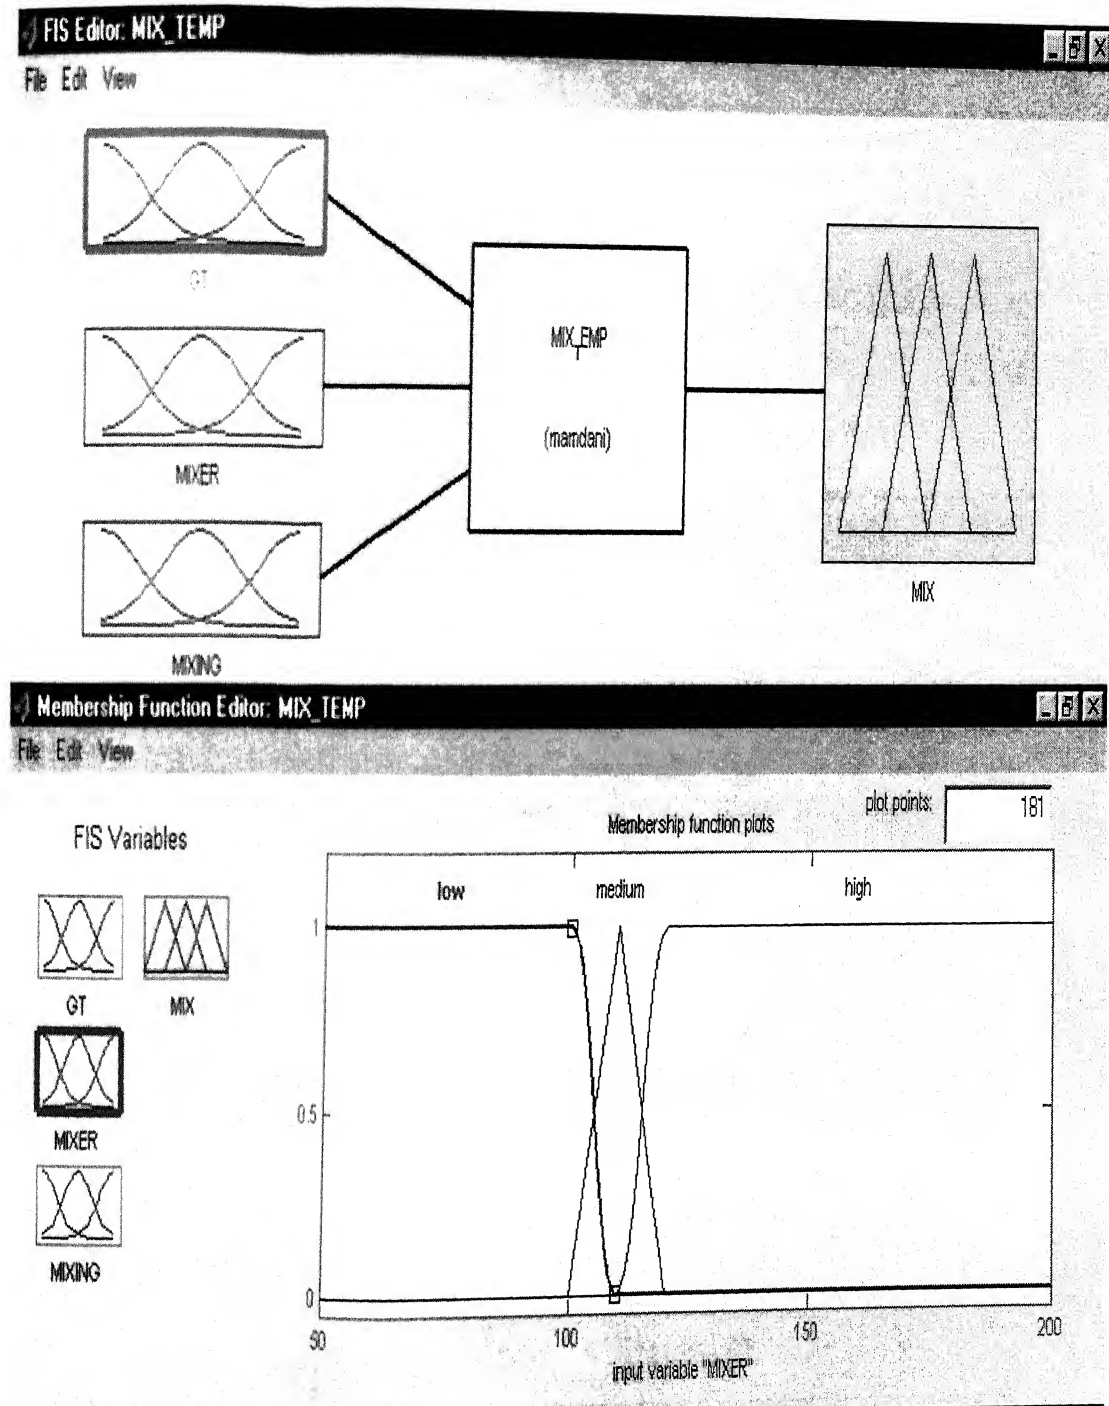 FIS Editor: MIX_TEMP
File Edit View
GT
MIX_TEMP
(mamdani)
MIXER
MIX
MIXING
Membership Function Editor: MIX_TEMP
File Edit View
plot points: 181
FIS Variables
Membership function plots
low medium high
1
GT MIX
0.5
MIXER
MIXING
0
50 100 150 200
input variable "MIXER"